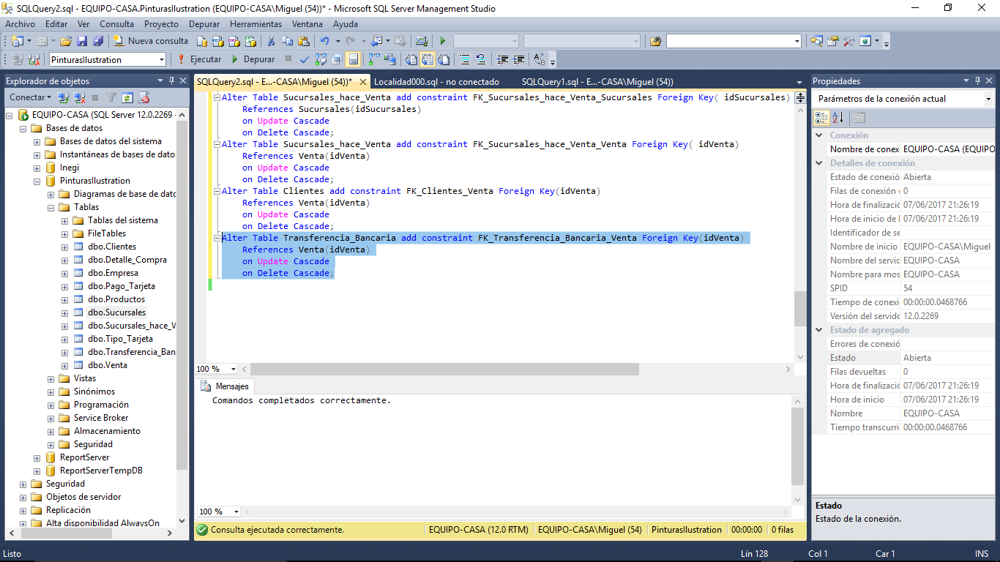 SQLQuery2.sql - EQUIPO-CASA.PinturasIlustration (EQUIPO-CASA\Miguel (54))* - Microsoft SQL Server Management Studio
Archivo Editar Ver Consulta Proyecto Depurar Herramientas Ventana Ayuda
Nueva consulta
PinturasIlustration Ejecutar Depurar
Explorador de objetos
Conectar
EQUIPO-CASA (SQL Server 12.0.2269 -
Bases de datos
Bases de datos del sistema
Instantáneas de bases de dato
Inegi
PinturasIlustration
Diagramas de base de datc
Tablas
Tablas del sistema
FileTables
dbo.Clientes
dbo.Detalle_Compra
dbo.Empresa
dbo.Pago_Tarjeta
dbo.Productos
dbo.Sucursales
dbo.Sucursales_hace_V
dbo.Tipo_Tarjeta
dbo.Transferencia_Ban
dbo.Venta
Vistas
Sinónimos
Programación
Service Broker
Almacenamiento
Seguridad
ReportServer
ReportServerTempDB
Seguridad
Objetos de servidor
Replicación
Alta disponibilidad AlwaysOn
SQLQuery2.sql - E...-CASA\Miguel (54))* Localidad000.sql - no conectado SQLQuery1.sql - E...-CASA\Miguel (54))
Alter Table Sucursales_hace_Venta add constraint FK_Sucursales_hace_Venta_Sucursales Foreign Key( idSucursales)
References Sucursales(idSucursales)
on Update Cascade
on Delete Cascade;
Alter Table Sucursales_hace_Venta add constraint FK_Sucursales_hace_Venta_Venta Foreign Key( idVenta)
References Venta(idVenta)
on Update Cascade
on Delete Cascade;
Alter Table Clientes add constraint FK_Clientes_Venta Foreign Key(idVenta)
References Venta(idVenta)
on Update Cascade
on Delete Cascade;
Alter Table Transferencia_Bancaria add constraint FK_Transferencia_Bancaria_Venta Foreign Key(idVenta)
References Venta(idVenta)
on Update Cascade
on Delete Cascade;
100 %
Mensajes
Comandos completados correctamente.
100 %
Consulta ejecutada correctamente. EQUIPO-CASA (12.0 RTM) EQUIPO-CASA\Miguel (54) PinturasIlustration 00:00:00 0 filas
Propiedades
Parámetros de la conexión actual
Conexión
Nombre de conex EQUIPO-CASA (EQUIPO
Detalles de conexión
Estado de conexió Abierta
Filas de conexión 0
Hora de finalizació 07/06/2017 21:26:19
Hora de inicio de l 07/06/2017 21:26:19
Identificador de se
Nombre de inicio EQUIPO-CASA\Miguel
Nombre del servid EQUIPO-CASA
Nombre para mos EQUIPO-CASA
SPID 54
Tiempo de conexi 00:00:00.0468766
Versión del servidc 12.0.2269
Estado de agregado
Errores de conexió
Estado Abierta
Filas devueltas 0
Hora de finalizació 07/06/2017 21:26:19
Hora de inicio 07/06/2017 21:26:19
Nombre EQUIPO-CASA
Tiempo transcurri 00:00:00.0468766
Estado
Estado de la conexión.
Listo Lín 128 Col 1 Car 1 INS